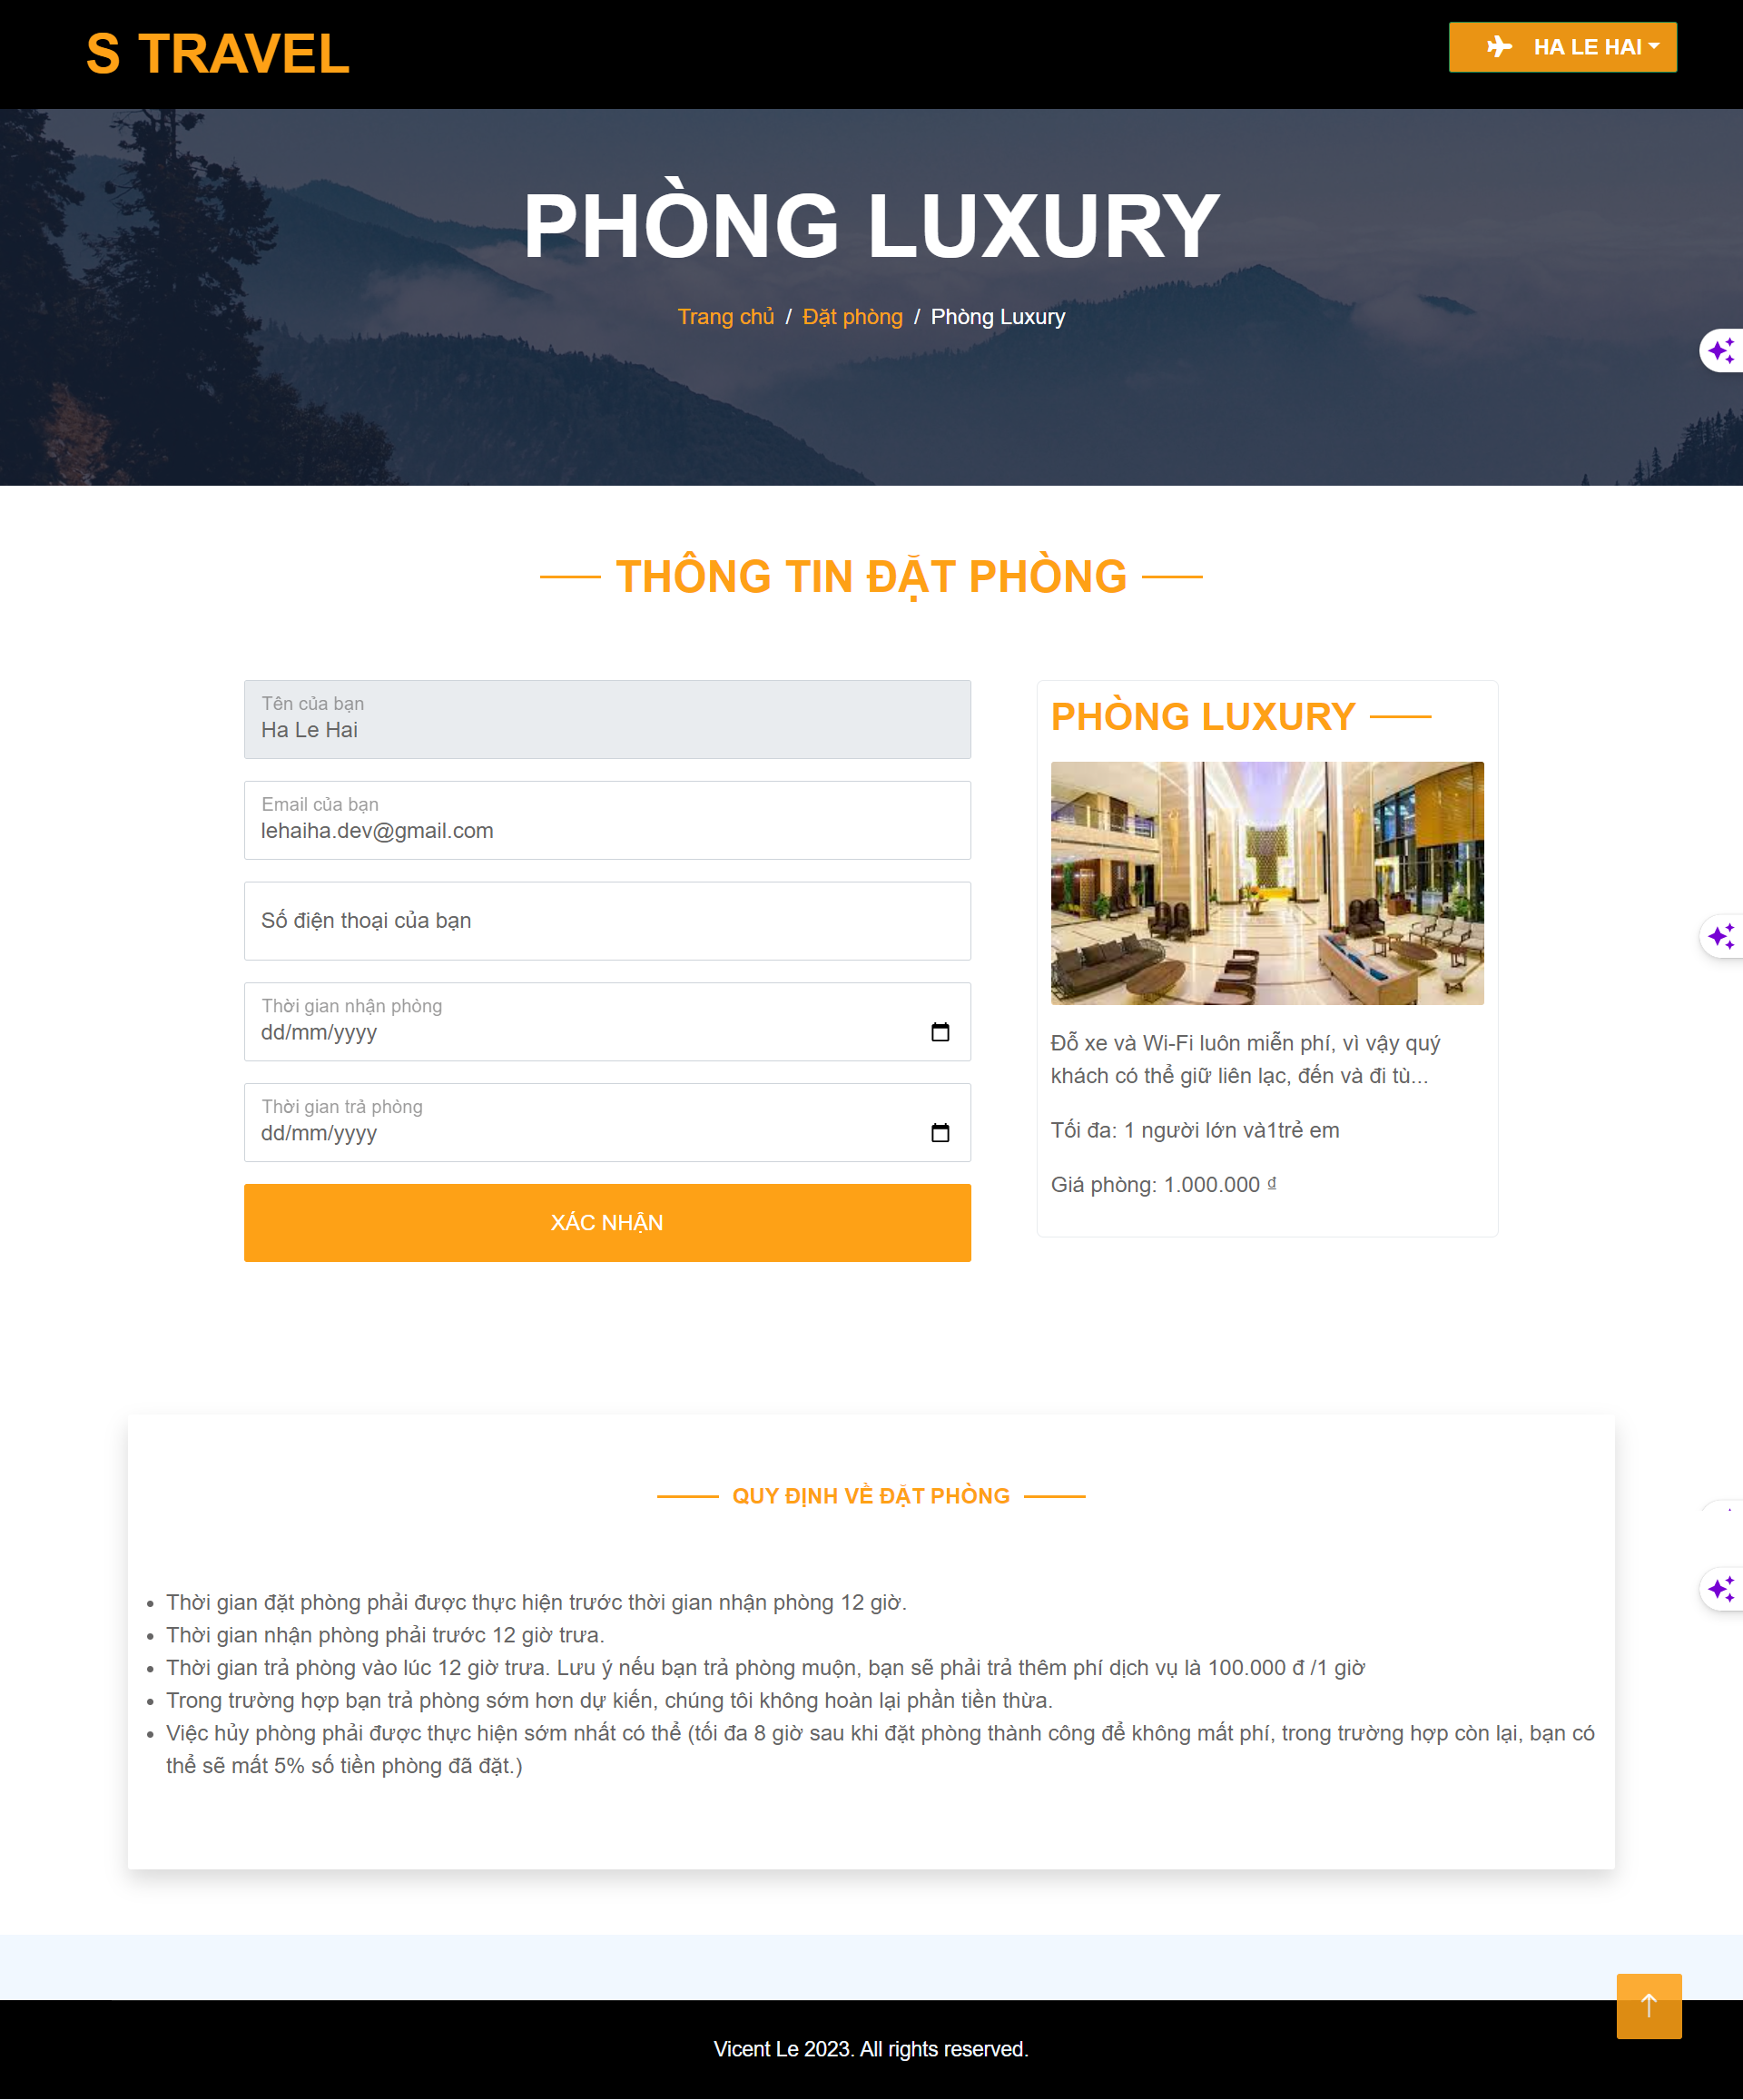 S TRAVEL
HA LE HAI
PHÒNG LUXURY
Trang chủ / Đặt phòng / Phòng Luxury
THÔNG TIN ĐẶT PHÒNG
Tên của bạn
Ha Le Hai
Email của bạn
lehaiha.dev@gmail.com
Số điện thoại của bạn
Thời gian nhận phòng
dd/mm/yyyy
Thời gian trả phòng
dd/mm/yyyy
XÁC NHẬN
PHÒNG LUXURY
Đỗ xe và Wi-Fi luôn miễn phí, vì vậy quý
khách có thể giữ liên lạc, đến và đi tù...
Tối đa: 1 người lớn và1trẻ em
Giá phòng: 1.000.000 ₫
QUY ĐỊNH VỀ ĐẶT PHÒNG
• Thời gian đặt phòng phải được thực hiện trước thời gian nhận phòng 12 giờ.
• Thời gian nhận phòng phải trước 12 giờ trưa.
• Thời gian trả phòng vào lúc 12 giờ trưa. Lưu ý nếu bạn trả phòng muộn, bạn sẽ phải trả thêm phí dịch vụ là 100.000 đ /1 giờ
• Trong trường hợp bạn trả phòng sớm hơn dự kiến, chúng tôi không hoàn lại phần tiền thừa.
• Việc hủy phòng phải được thực hiện sớm nhất có thể (tối đa 8 giờ sau khi đặt phòng thành công để không mất phí, trong trường hợp còn lại, bạn có
thể sẽ mất 5% số tiền phòng đã đặt.)
Vicent Le 2023. All rights reserved.